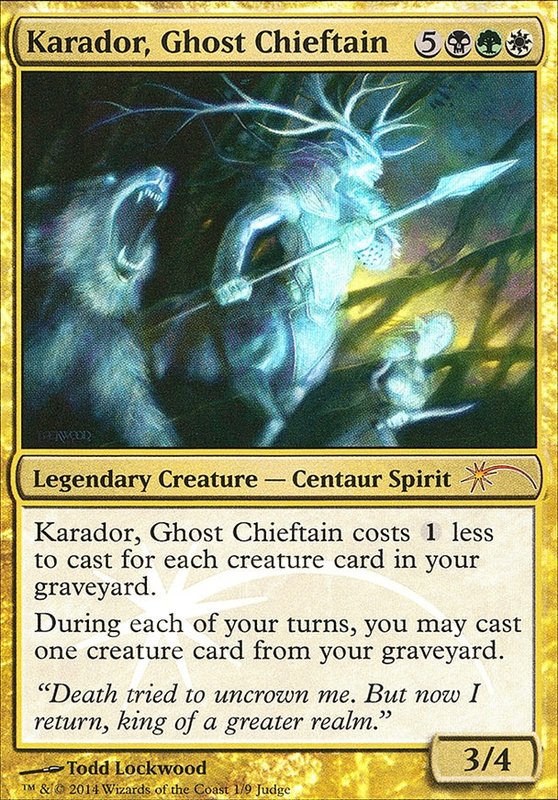 Karador, Ghost Chieftain 5
Legendary Creature — Centaur Spirit
Karador, Ghost Chieftain costs 1 less
to cast for each creature card in your
graveyard.
During each of your turns, you may cast
one creature card from your graveyard.
“Death tried to uncrown me. But now I
return, king of a greater realm.”
3/4
Todd Lockwood
™ & © 2014 Wizards of the Coast 1/9 Judge